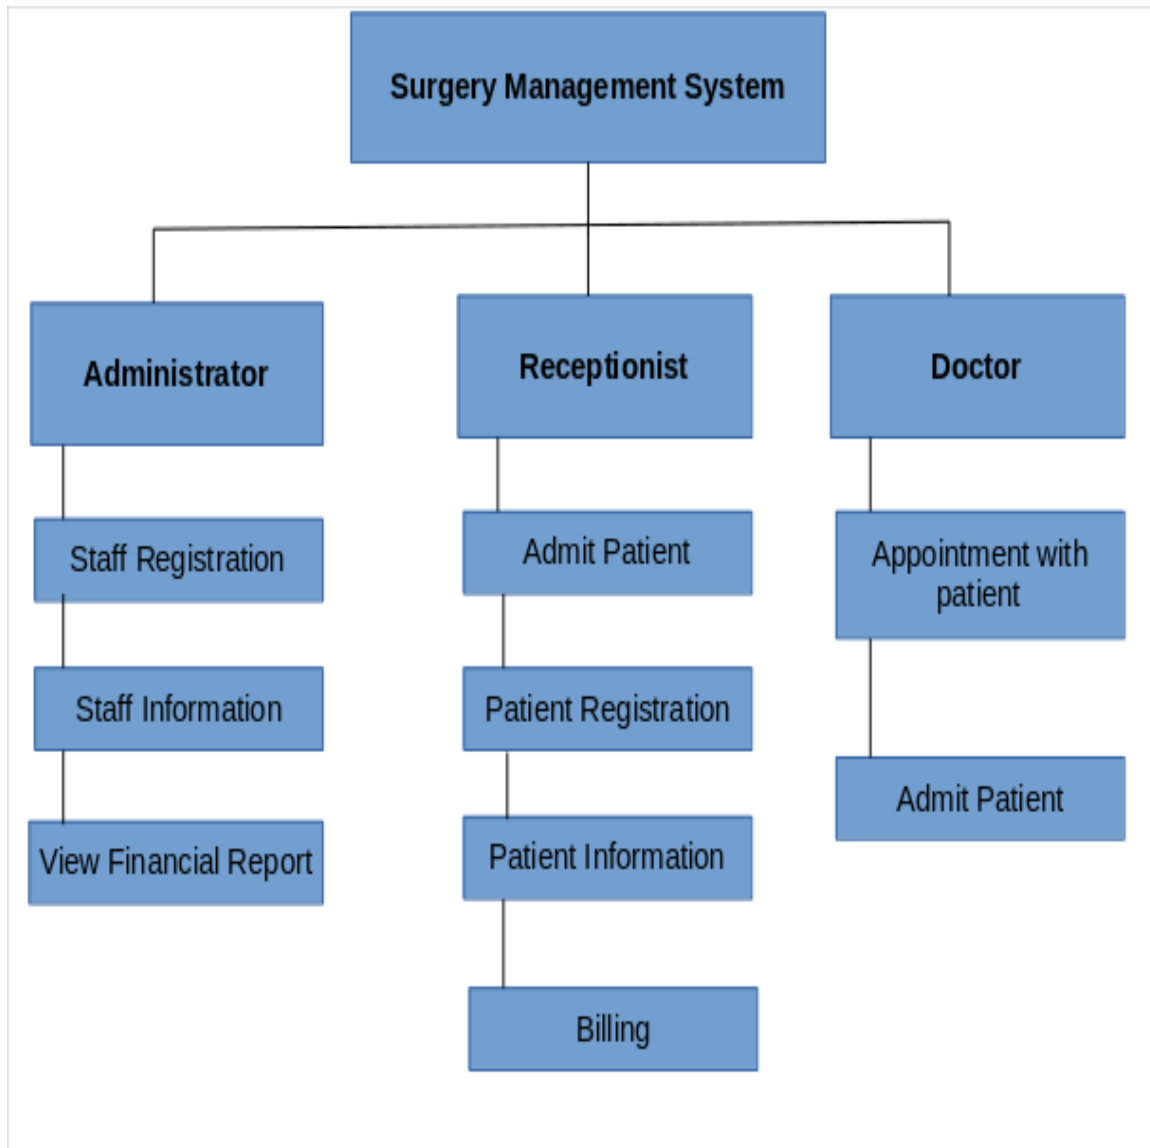 Surgery Management System
Administrator
Receptionist
Doctor
Staff Registration
Admit Patient
Appointment with
patient
Staff Information
Patient Registration
Admit Patient
View Financial Report
Patient Information
Billing